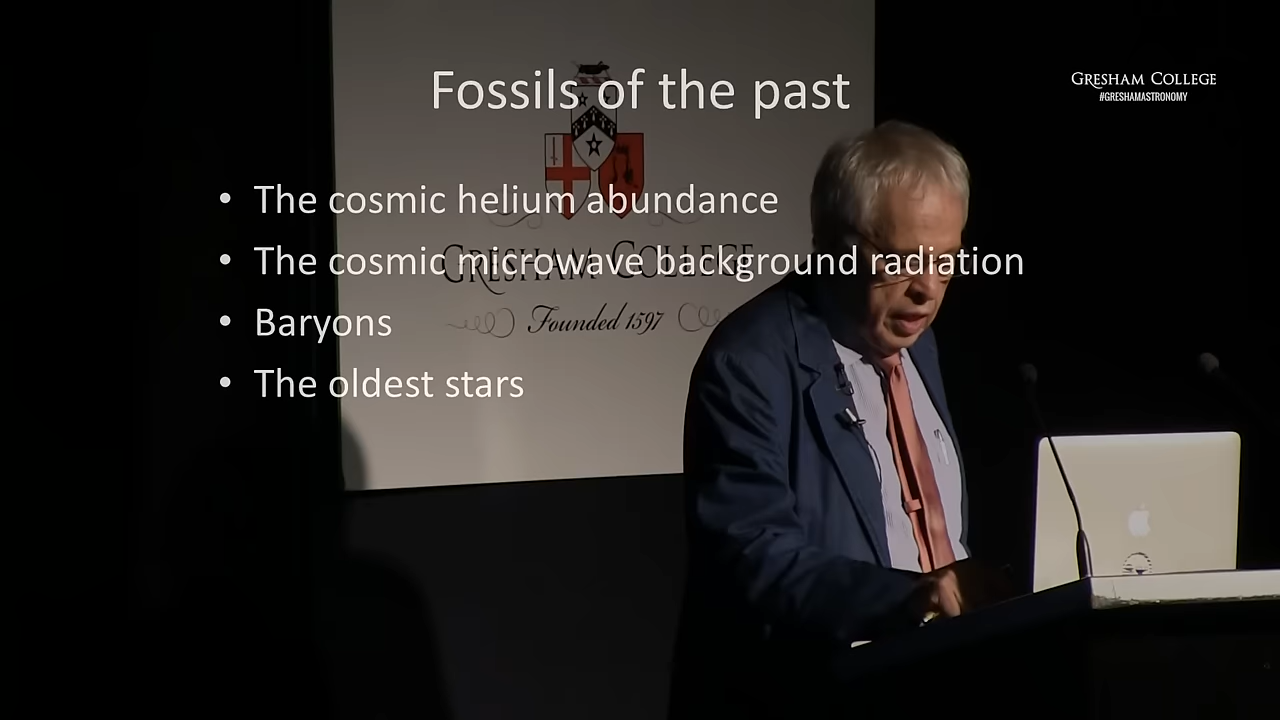 Fossils of the past
GRESHAM COLLEGE
#GRESHAMASTRONOMY
• The cosmic helium abundance
• The cosmic microwave background radiation
GRESHAM COLLEGE
• Baryons
Founded 1597
• The oldest stars